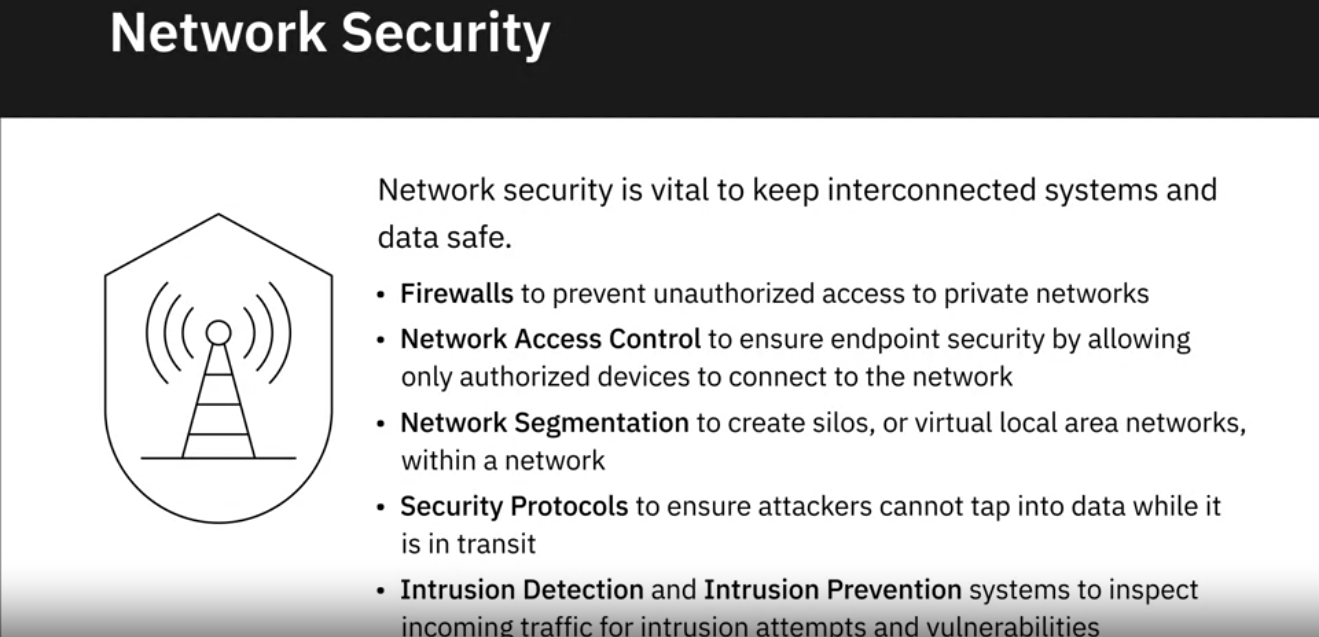 Network Security
Network security is vital to keep interconnected systems and
data safe.
• Firewalls to prevent unauthorized access to private networks
• Network Access Control to ensure endpoint security by allowing
only authorized devices to connect to the network
• Network Segmentation to create silos, or virtual local area networks,
within a network
• Security Protocols to ensure attackers cannot tap into data while it
is in transit
• Intrusion Detection and Intrusion Prevention systems to inspect
incoming traffic for intrusion attempts and vulnerabilities